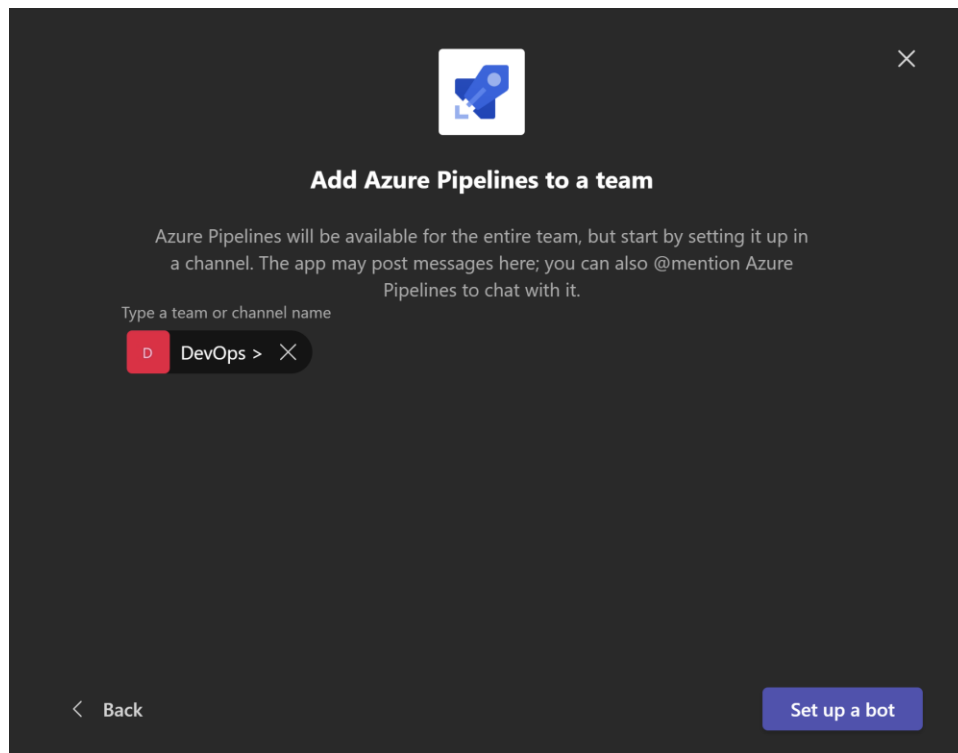 Add Azure Pipelines to a team
Azure Pipelines will be available for the entire team, but start by setting it up in
a channel. The app may post messages here; you can also @mention Azure
Pipelines to chat with it.
Type a team or channel name
D DevOps >
Back
Set up a bot